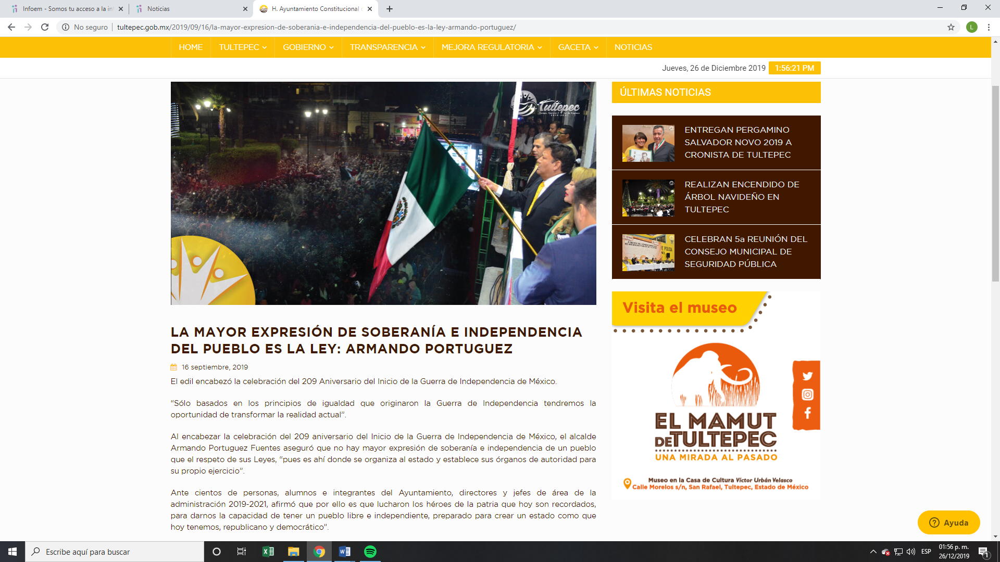 Infoem - Somos tu acceso a la in
Noticias
H. Ayuntamiento Constitucional
No seguro
tultepec.gob.mx/2019/09/16/la-mayor-expresion-de-soberania-e-independencia-del-pueblo-es-la-ley-armando-portuguez/
L
HOME
TULTEPEC
GOBIERNO
TRANSPARENCIA
MEJORA REGULATORIA
GACETA
NOTICIAS
Jueves, 26 de Diciembre 2019
1:56:21 PM
Tultepec
2019-2021
LA MAYOR EXPRESIÓN DE SOBERANÍA E INDEPENDENCIA
DEL PUEBLO ES LA LEY: ARMANDO PORTUGUEZ
16 septiembre, 2019
El edil encabezó la celebración del 209 Aniversario del Inicio de la Guerra de Independencia de México.
“Sólo basados en los principios de igualdad que originaron la Guerra de Independencia tendremos la
oportunidad de transformar la realidad actual”.
Al encabezar la celebración del 209 aniversario del Inicio de la Guerra de Independencia de México, el alcalde
Armando Portuguez Fuentes aseguró que no hay mayor expresión de soberanía e independencia de un pueblo
que el respeto de sus Leyes, “pues es ahí donde se organiza al estado y establece sus órganos de autoridad para
su propio ejercicio”.
Ante cientos de personas, alumnos e integrantes del Ayuntamiento, directores y jefes de área de la
administración 2019-2021, afirmó que por ello es que lucharon los héroes de la patria que hoy son recordados,
para darnos la capacidad de tener un pueblo libre e independiente, preparado para crear un estado como que
hoy tenemos, republicano y democrático”.
ÚLTIMAS NOTICIAS
ENTREGAN PERGAMINO
SALVADOR NOVO 2019 A
CRONISTA DE TULTEPEC
REALIZAN ENCENDIDO DE
ÁRBOL NAVIDEÑO EN
TULTEPEC
CELEBRAN 5a REUNIÓN DEL
CONSEJO MUNICIPAL DE
SEGURIDAD PÚBLICA
Visita el museo
EL MAMUT
DE TULTEPEC
UNA MIRADA AL PASADO
Museo en la Casa de Cultura Víctor Urbán Velasco
Calle Morelos s/n, San Rafael, Tultepec, Estado de México
Ayuda
Escribe aquí para buscar
ESP
01:56 p. m.
26/12/2019
1